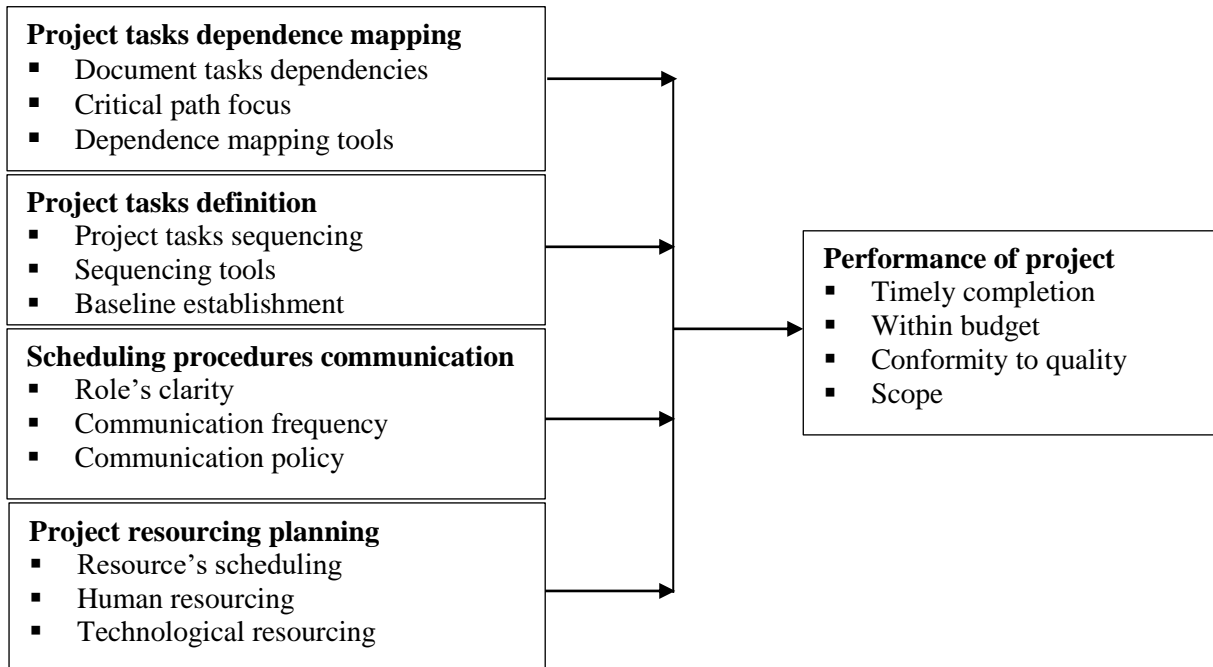 Project tasks dependence mapping
▪ Document tasks dependencies
▪ Critical path focus
▪ Dependence mapping tools
Project tasks definition
▪ Project tasks sequencing
▪ Sequencing tools
▪ Baseline establishment
Scheduling procedures communication
▪ Role’s clarity
▪ Communication frequency
▪ Communication policy
Project resourcing planning
▪ Resource’s scheduling
▪ Human resourcing
▪ Technological resourcing
Performance of project
▪ Timely completion
▪ Within budget
▪ Conformity to quality
▪ Scope